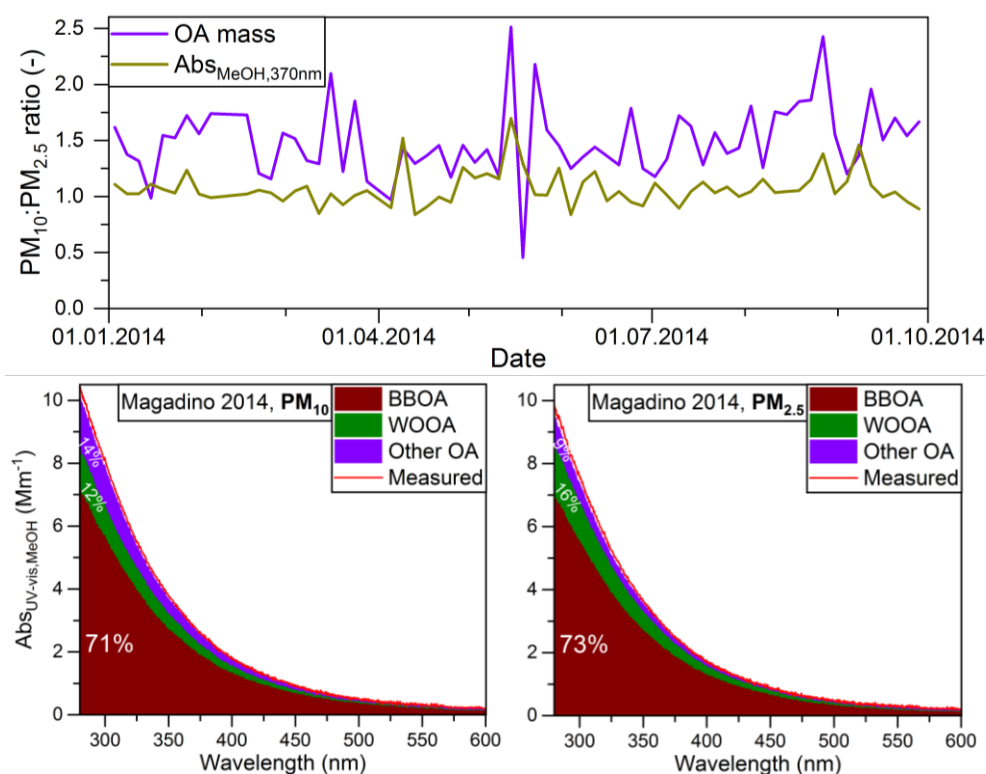 2.5
2.0
1.5
1.0
0.5
0.0
PM10:PM2.5 ratio (-)
OA mass
AbsMeOH,370nm
01.01.2014
01.04.2014
01.07.2014
01.10.2014
Date
10
8
6
4
2
0
AbsUV-vis,MeOH (Mm-1)
Magadino 2014, PM10
BBOA
WOOA
Other OA
Measured
14%
12%
71%
300
350
400
450
500
550
600
Wavelength (nm)
10
8
6
4
2
0
Magadino 2014, PM2.5
BBOA
WOOA
Other OA
Measured
9%
16%
73%
300
350
400
450
500
550
600
Wavelength (nm)